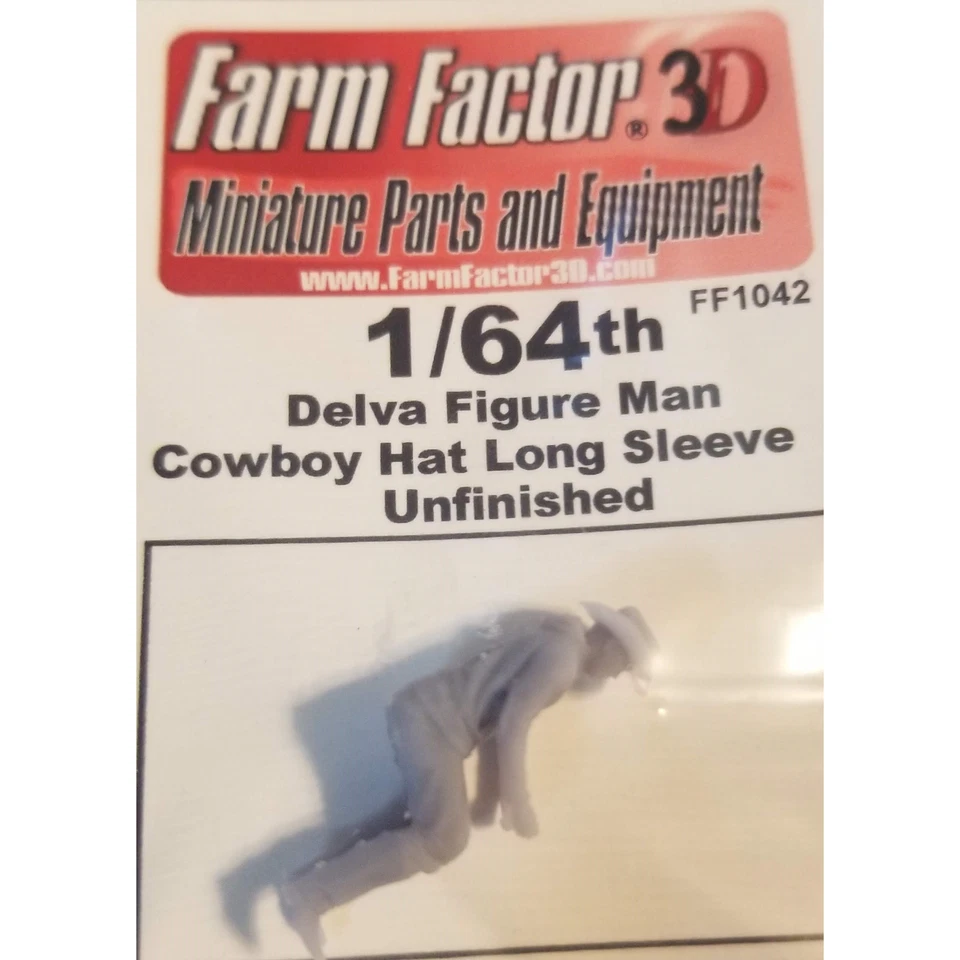 Farm Factor® 3D
Miniature Parts and Equipment
www.FarmFactor3D.com
FF1042
1/64th
Delva Figure Man
Cowboy Hat Long Sleeve
Unfinished